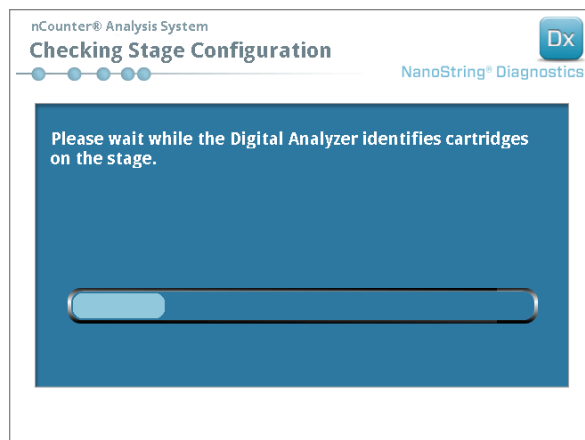 nCounter® Analysis System
Checking Stage Configuration
Dx
NanoString® Diagnostics
Please wait while the Digital Analyzer identifies cartridges
on the stage.